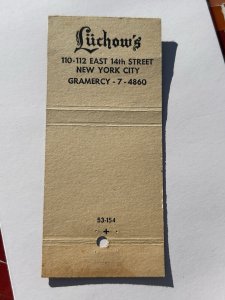 Lüchow's
110-112 EAST 14th STREET
NEW YORK CITY
GRAMERCY - 7 - 4860
53-154